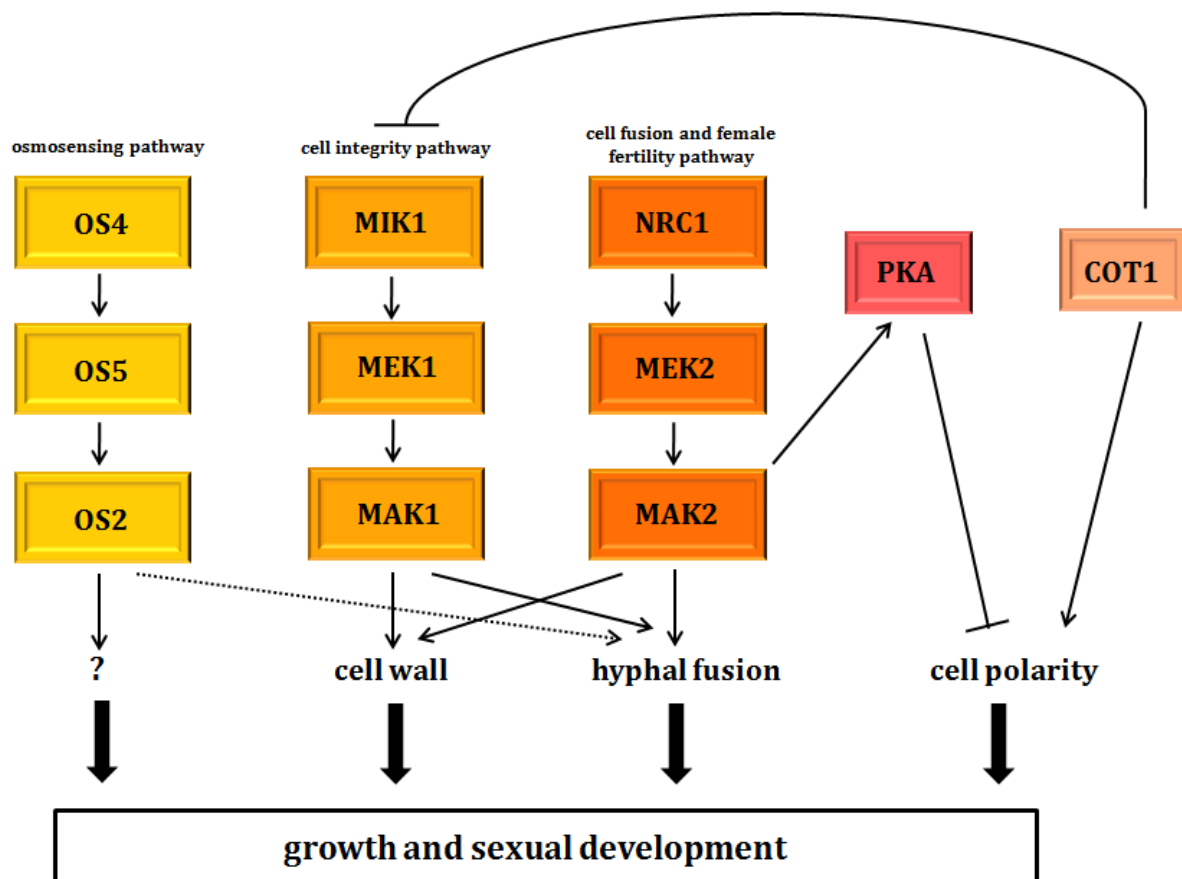 osmosensing pathway
cell integrity pathway
cell fusion and female
fertility pathway
OS4
MIK1
NRC1
PKA
COT1
OS5
MEK1
MEK2
OS2
MAK1
MAK2
?
cell wall
hyphal fusion
cell polarity
growth and sexual development